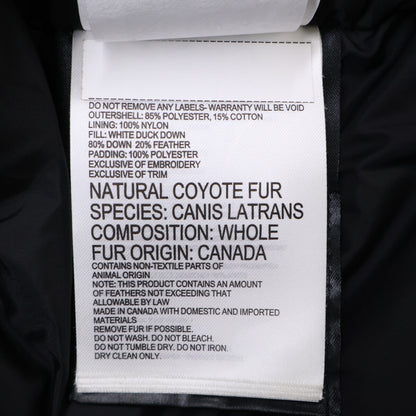 DO NOT REMOVE ANY LABELS- WARRANTY WILL BE VOID
OUTERSHELL: 85% POLYESTER, 15% COTTON
LINING: 100% NYLON
FILL: WHITE DUCK DOWN
80% DOWN 20% FEATHER
PADDING: 100% POLYESTER
EXCLUSIVE OF EMBROIDERY
EXCLUSIVE OF TRIM
NATURAL COYOTE FUR
SPECIES: CANIS LATRANS
COMPOSITION: WHOLE
FUR ORIGIN: CANADA
CONTAINS NON-TEXTILE PARTS OF
ANIMAL ORIGIN
NOTE: THIS PRODUCT CONTAINS AN AMOUNT
OF FEATHERS NOT EXCEEDING THAT
ALLOWABLE BY LAW
MADE IN CANADA WITH DOMESTIC AND IMPORTED
MATERIALS
REMOVE FUR IF POSSIBLE.
DO NOT WASH. DO NOT BLEACH.
DO NOT TUMBLE DRY. DO NOT IRON.
DRY CLEAN ONLY.